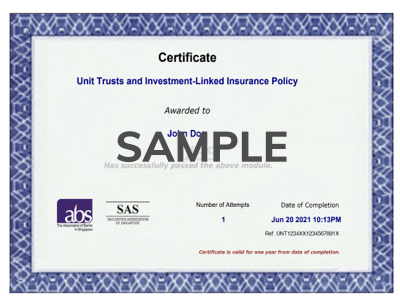 Certificate
Unit Trusts and Investment-Linked Insurance Policy
Awarded to
John Doe
SAMPLE
Has successfully passed the above module.
abs
The Association of Banks
in Singapore
SAS
SECURITIES ASSOCIATION
OF SINGAPORE
Number of Attempts
1
Date of Completion
Jun 20 2021 10:13PM
Ref. UNT1234XX1234567891X
Certificate is valid for one year from date of completion.